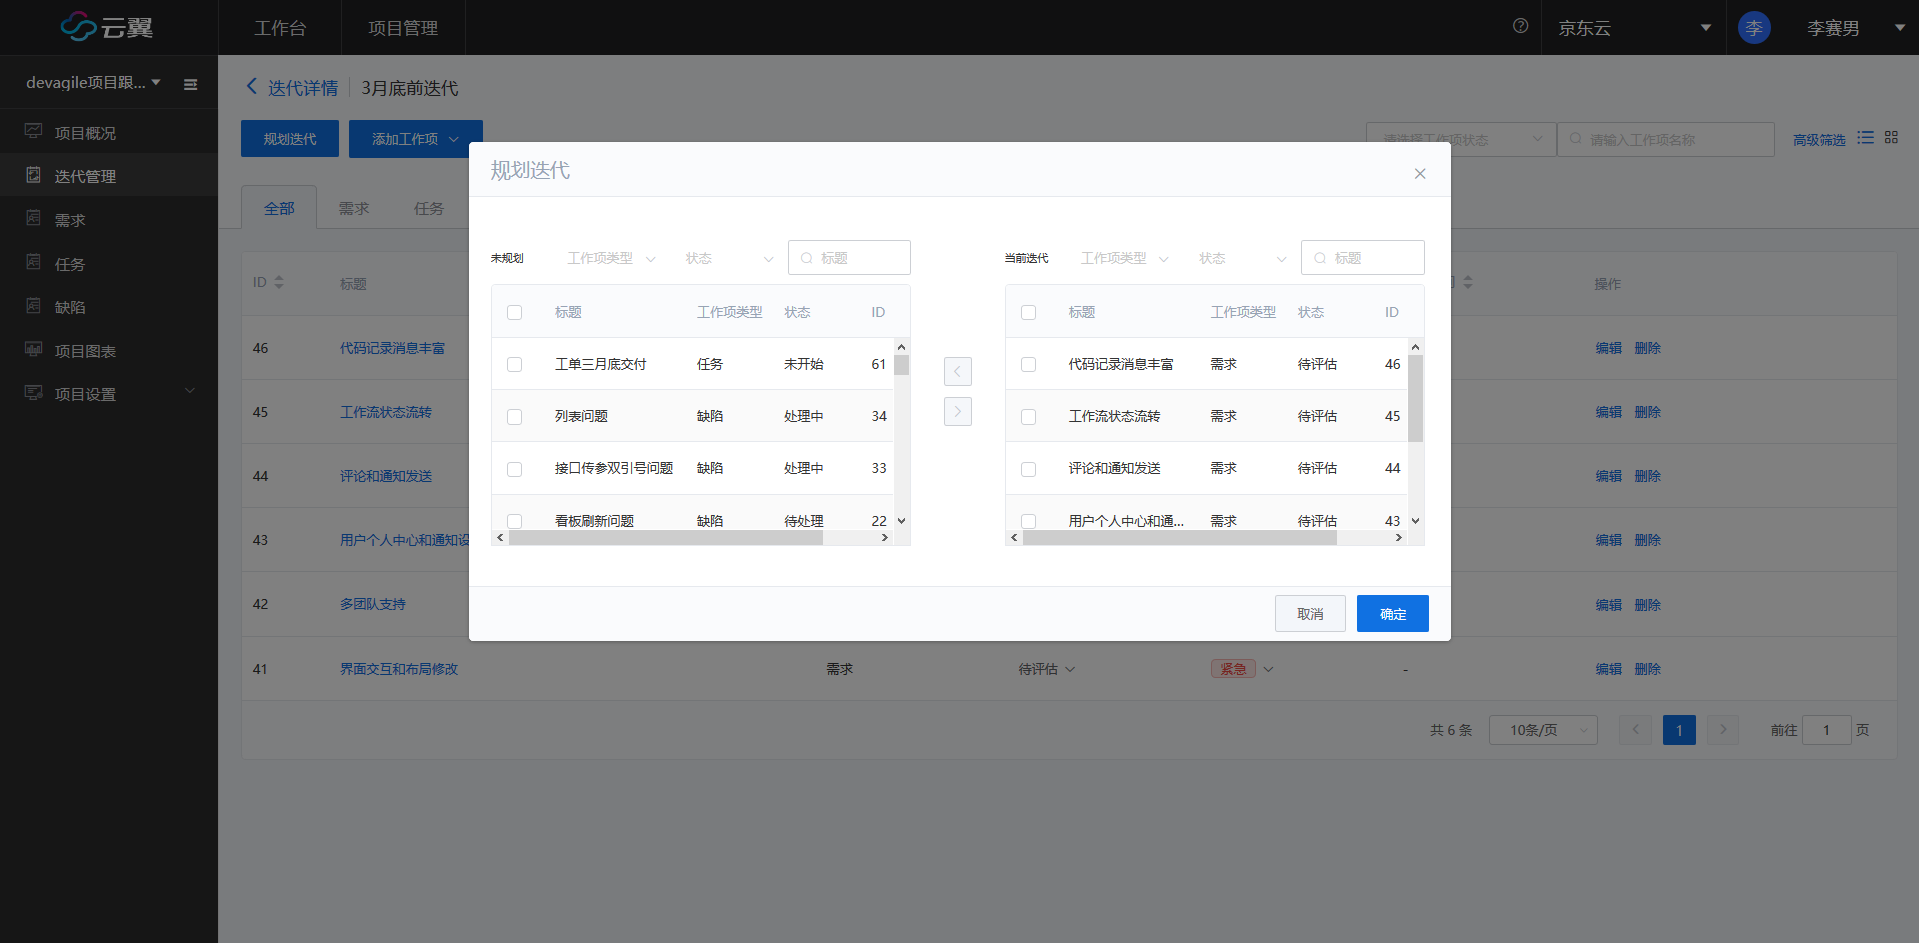 云翼
工作台
项目管理
京东云
李
李赛男
devagile项目跟...
项目概况
迭代管理
需求
任务
缺陷
项目图表
项目设置
迭代详情
3月底前迭代
规划迭代
添加工作项
请选择工作项状态
请输入工作项名称
高级筛选
全部
需求
任务
ID
标题
操作
46
代码记录消息丰富
编辑 删除
45
工作流状态流转
编辑 删除
44
评论和通知发送
编辑 删除
43
用户个人中心和通知设
编辑 删除
42
多团队支持
编辑 删除
41
界面交互和布局修改
需求
待评估
紧急
-
编辑 删除
共 6 条
10条/页
1
前往 1 页
规划迭代
未规划
工作项类型
状态
标题
标题 工作项类型 状态 ID
工单三月底交付 任务 未开始 61
列表问题 缺陷 处理中 34
接口传参双引号问题 缺陷 处理中 33
看板刷新问题 缺陷 待处理 22
当前迭代
工作项类型
状态
标题
标题 工作项类型 状态 ID
代码记录消息丰富 需求 待评估 46
工作流状态流转 需求 待评估 45
评论和通知发送 需求 待评估 44
用户个人中心和通... 需求 待评估 43
取消
确定